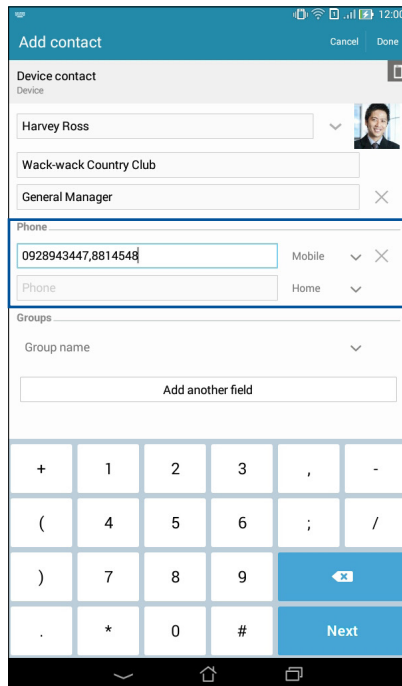 12:00
Add contact Cancel Done
Device contact
Device
Harvey Ross
Wack-wack Country Club
General Manager
Phone
0928943447,8814548 Mobile
Phone Home
Groups
Group name
Add another field
+ 1 2 3 , -
( 4 5 6 ; /
) 7 8 9
. * 0 # Next